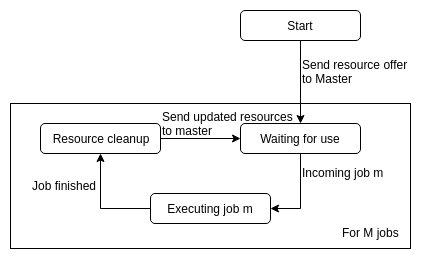 Start
Send resource offer
to Master
Send updated resources
to master
Resource cleanup
Waiting for use
Incoming job m
Job finished
Executing job m
For M jobs